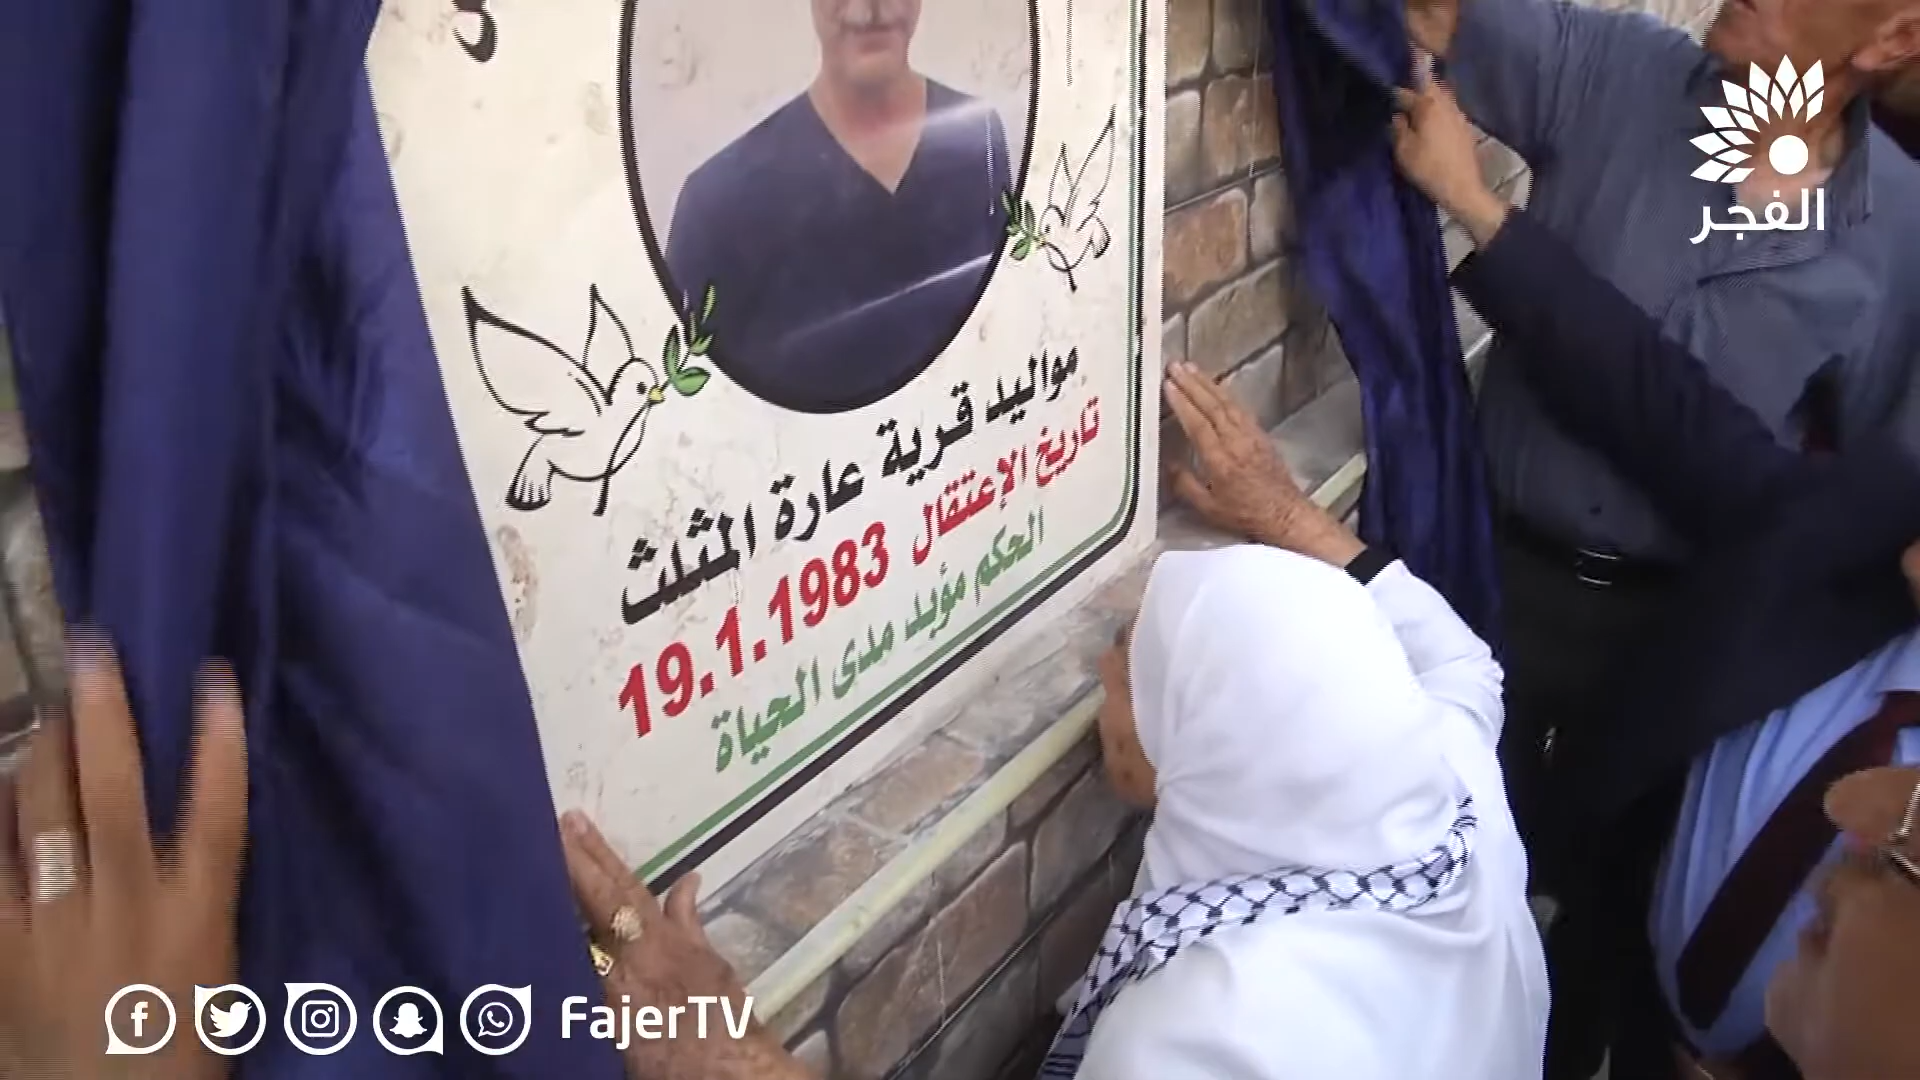 الفجر
مواليد قرية عارة المثلث
تاريخ الإعتقال 19.1.1983
الحكم مؤبد مدى الحياة
FajerTV